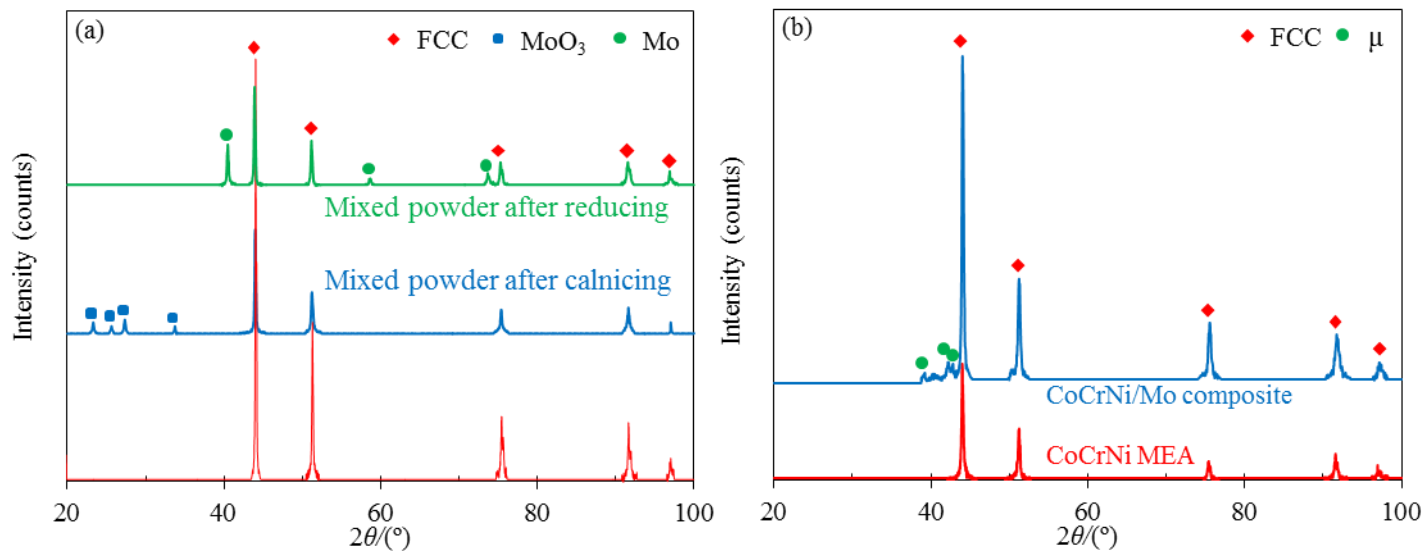 (a)
FCC MoO₃ Mo
Mixed powder after reducing
Mixed powder after calnicing
Intensity (counts)
20 40 60 80 100
2θ/(°)
(b)
FCC μ
CoCrNi/Mo composite
CoCrNi MEA
Intensity (counts)
20 40 60 80 100
2θ/(°)